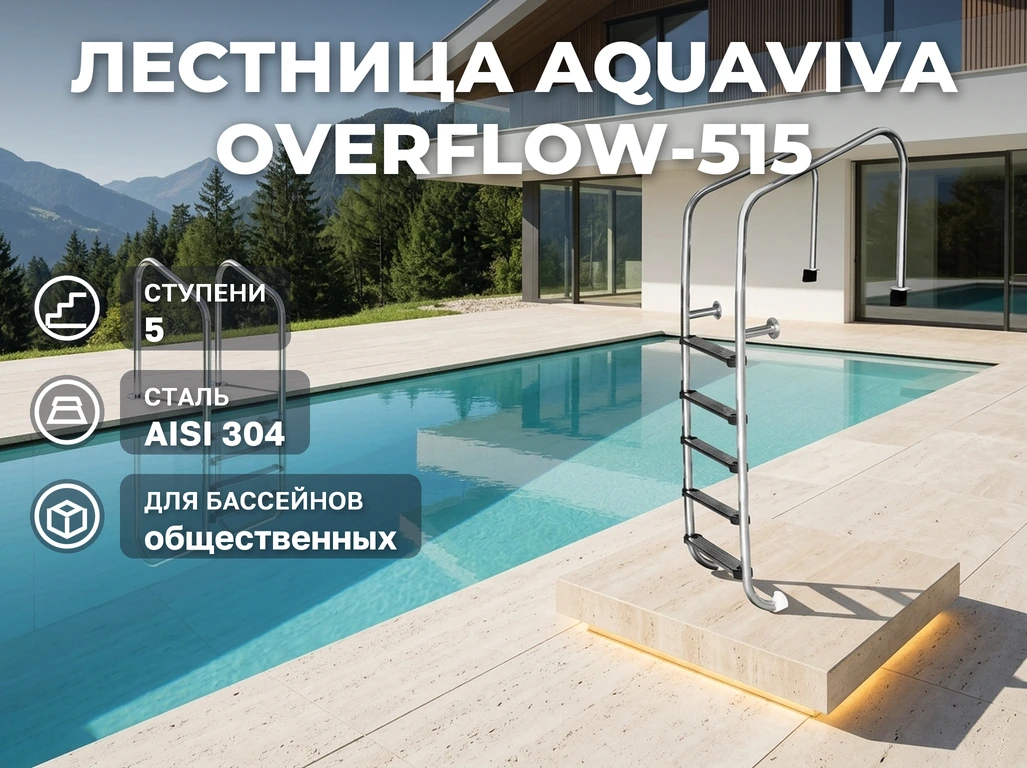 ЛЕСТНИЦА AQUAVIVA
OVERFLOW-515
СТУПЕНИ
5
СТАЛЬ
AISI 304
ДЛЯ БАССЕЙНОВ
общественных